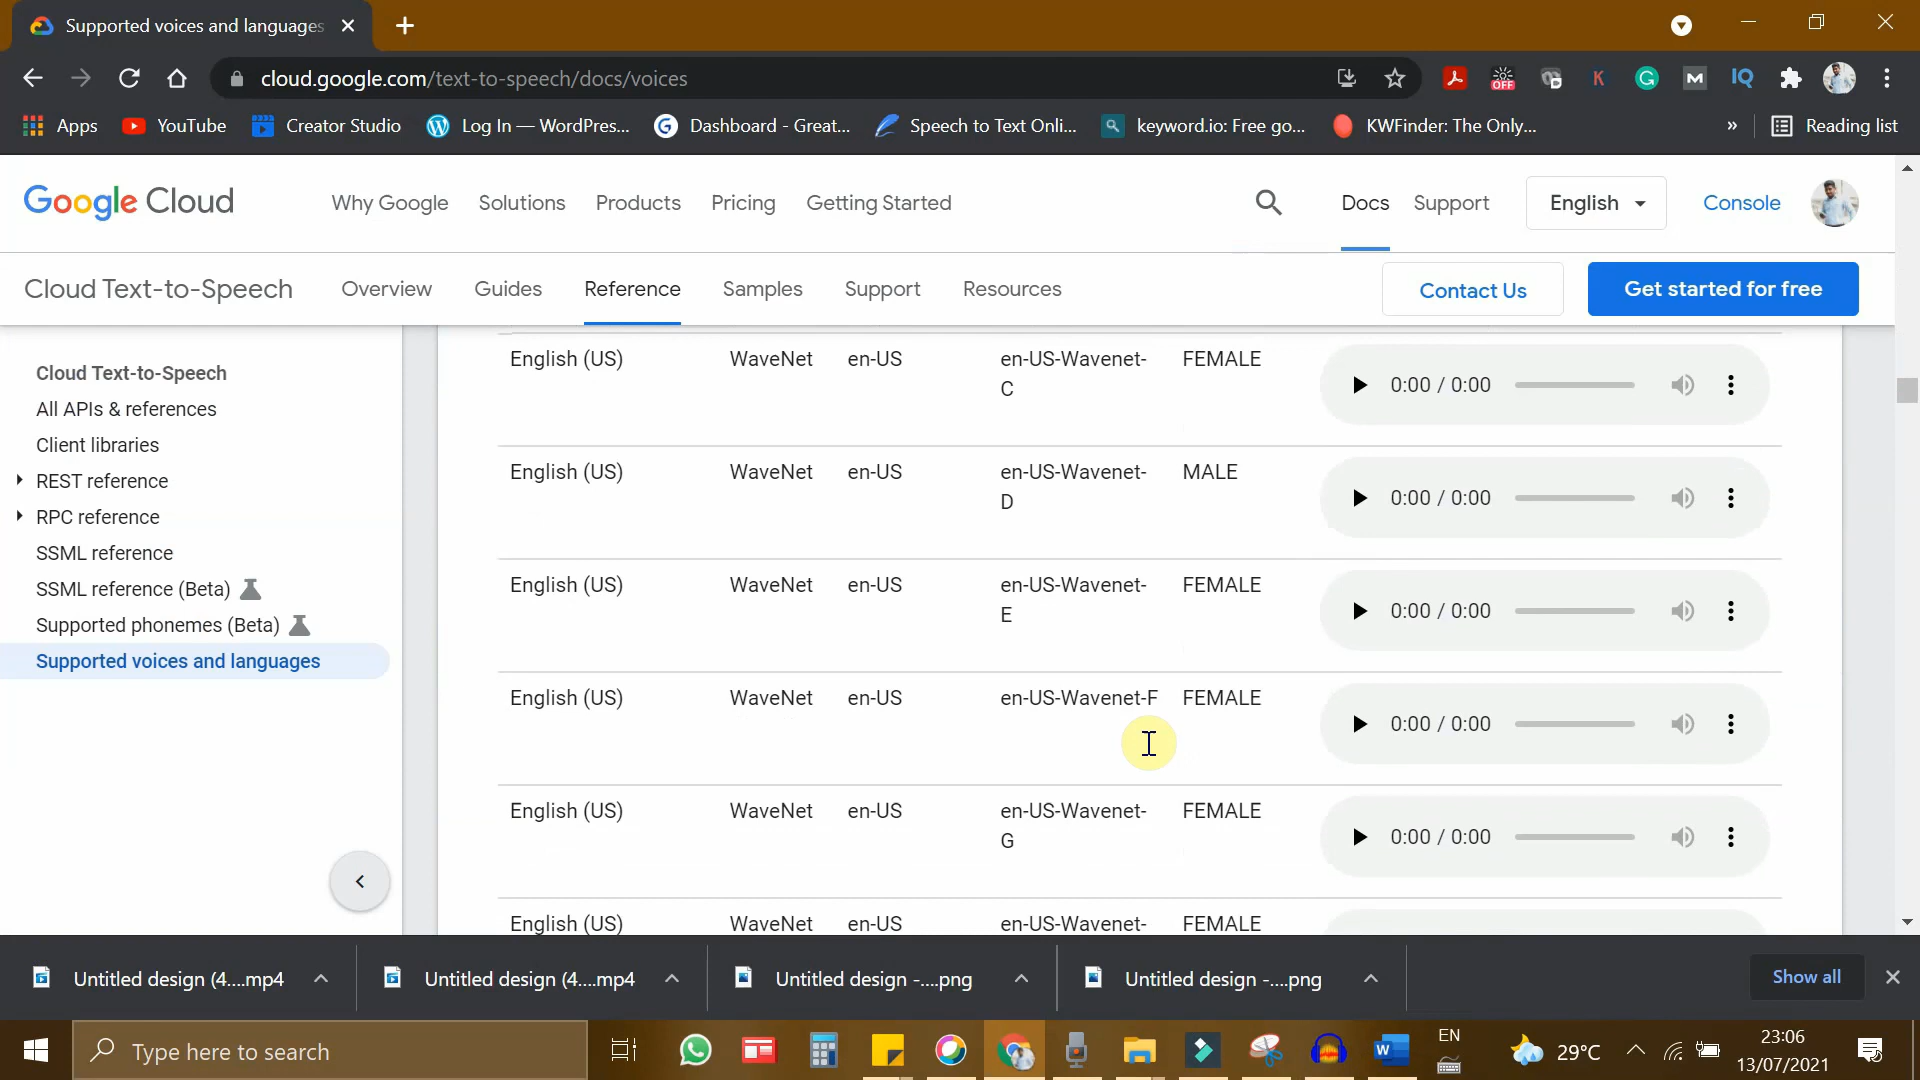 Supported voices and languages
cloud.google.com/text-to-speech/docs/voices
OFF
K
G
M
IQ
Apps
YouTube
Creator Studio
Log In — WordPres...
G
Dashboard - Great...
Speech to Text Onli...
keyword.io: Free go...
KWFinder: The Only...
»
Reading list
Google Cloud
Why Google
Solutions
Products
Pricing
Getting Started
Docs
Support
English
Console
Cloud Text-to-Speech
Overview
Guides
Reference
Samples
Support
Resources
Contact Us
Get started for free
Cloud Text-to-Speech
All APIs & references
Client libraries
REST reference
RPC reference
SSML reference
SSML reference (Beta)
Supported phonemes (Beta)
Supported voices and languages
English (US) WaveNet en-US en-US-Wavenet- FEMALE
C
0:00 / 0:00
English (US) WaveNet en-US en-US-Wavenet- MALE
D
0:00 / 0:00
English (US) WaveNet en-US en-US-Wavenet- FEMALE
E
0:00 / 0:00
English (US) WaveNet en-US en-US-Wavenet-F FEMALE
0:00 / 0:00
English (US) WaveNet en-US en-US-Wavenet- FEMALE
G
0:00 / 0:00
English (US) WaveNet en-US en-US-Wavenet- FEMALE
Untitled design (4....mp4
Untitled design (4....mp4
Untitled design -....png
Untitled design -....png
Show all
Type here to search
W
EN
29°C
23:06
13/07/2021